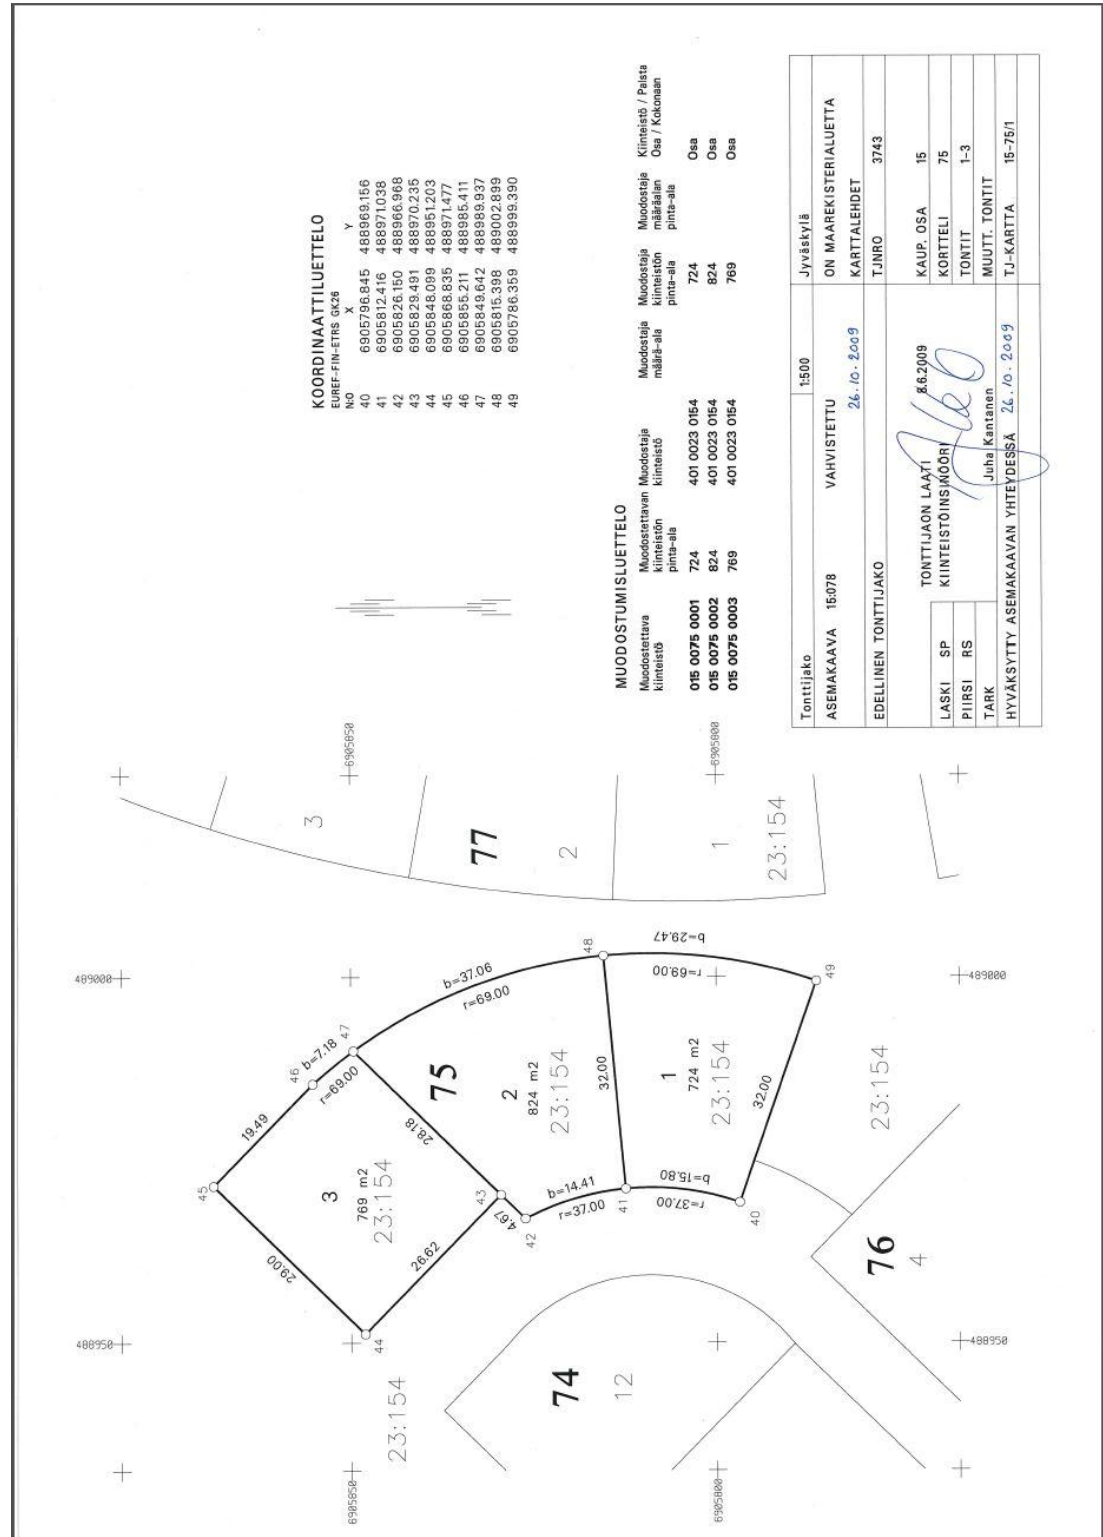 KOORDINAATTILUETTELO
EUREF-FIN-ETRS GK26
N:O X Y
40 6905796.845 488969.156
41 6905812.416 488971.038
42 6905826.150 488966.968
43 6905829.491 488970.235
44 6905848.099 488951.203
45 6905868.835 488971.477
46 6905855.211 488985.411
47 6905849.642 488989.937
48 6905815.398 489002.899
49 6905786.359 488999.390
MUODOSTUMISLUETTELO
Muodostettava kiinteistö
Muodostettavan kiinteistön pinta-ala
Muodostaja kiinteistö
Muodostaja määrä-ala
Muodostaja kiinteistön pinta-ala
Muodostaja määräalan pinta-ala
Kiinteistö / Palsta Osa / Kokonaan
015 0075 0001 724 401 0023 0154 724 Osa
015 0075 0002 824 401 0023 0154 824 Osa
015 0075 0003 769 401 0023 0154 769 Osa
Tonttijako 1:500 Jyväskylä
ASEMAKAAVA 15:078 VAHVISTETTU ON MAAREKISTERIALUETTA
26.10.2009 KARTTALEHDET
EDELLINEN TONTTIJAKO TJNRO 3743
TONTTIJAON LAATI 8.6.2009 KAUP. OSA 15
LASKI SP KIINTEISTÖINSINÖÖRI KORTTELI 75
PIIRSI RS TONTIT 1-3
TARK Juha Kantanen MUUTT. TONTIT
HYVÄKSYTTY ASEMAKAAVAN YHTEYDESSÄ 26.10.2009 TJ-KARTTA 15-75/1
6905850
6905800
3
77
2
1
23:154
489000
489000
46
b=7.18
47
r=69.00
b=37.06
r=69.00
48
b=29.47
r=69.00
49
19.49
45
3
769 m2
23:154
28.18
75
2
824 m2
23:154
32.00
1
724 m2
23:154
32.00
23:154
29.00
26.62
43
4.67
42
b=14.41
r=37.00
41
b=15.80
r=37.00
40
44
76
4
488950
488950
23:154
74
12
6905850
6905800